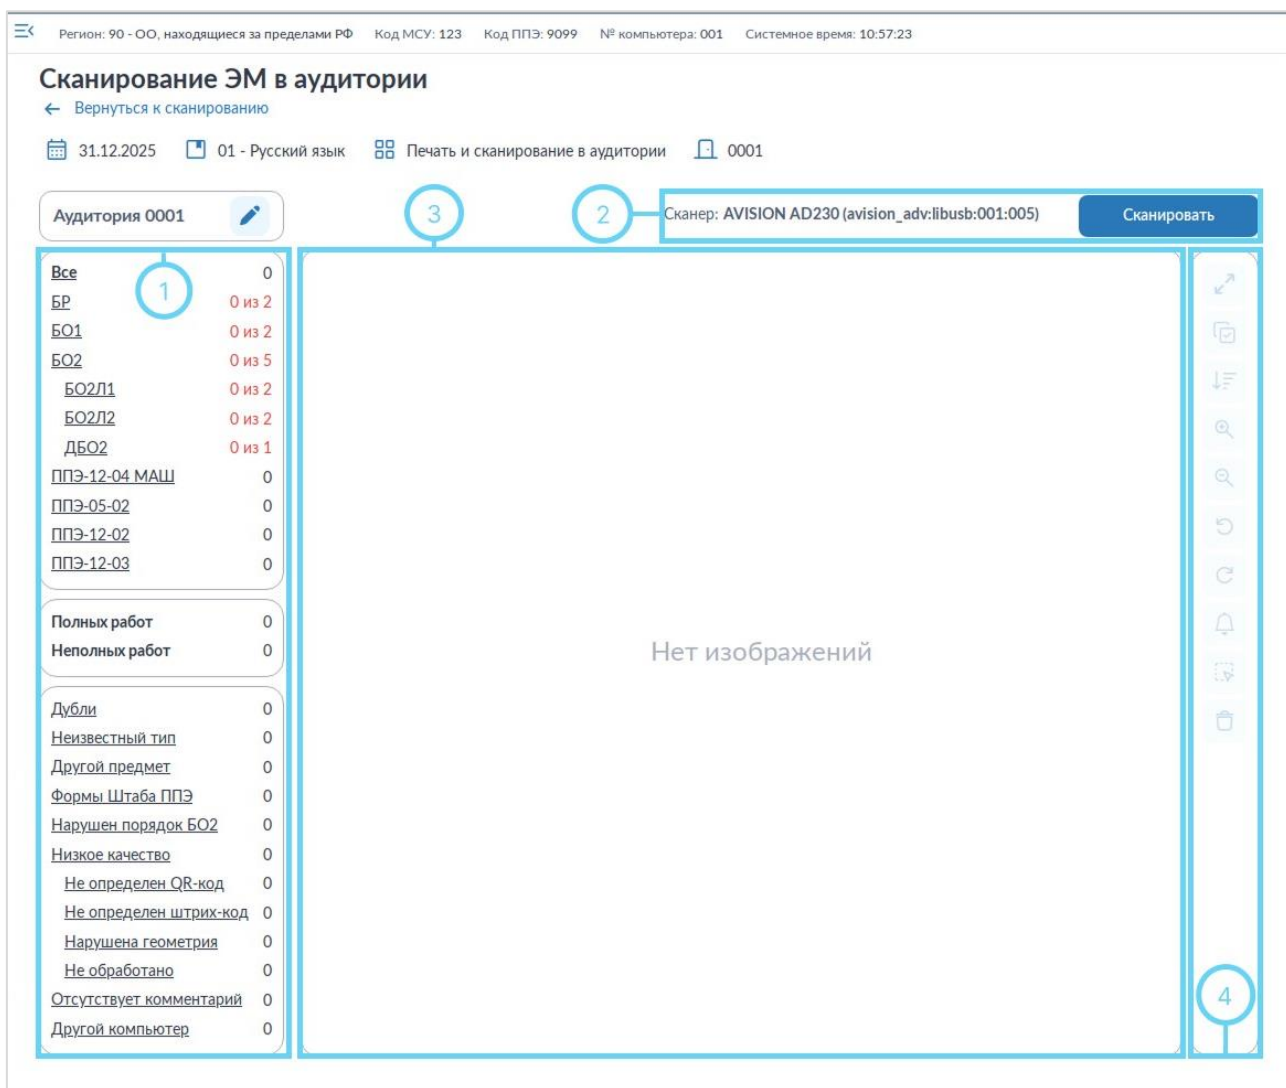 Регион: 90 - ОО, находящиеся за пределами РФ Код МСУ: 123 Код ППЭ: 9099 № компьютера: 001 Системное время: 10:57:23
Сканирование ЭМ в аудитории
Вернуться к сканированию
31.12.2025 01 - Русский язык Печать и сканирование в аудитории 0001
Аудитория 0001 3 2 Сканер: AVISION AD230 (avision_adv:libusb:001:005) Сканировать
1
Все 0
БР 0 из 2
БО1 0 из 2
БО2 0 из 5
БО2Л1 0 из 2
БО2Л2 0 из 2
ДБО2 0 из 1
ППЭ-12-04 МАШ 0
ППЭ-05-02 0
ППЭ-12-02 0
ППЭ-12-03 0
Полных работ 0
Неполных работ 0
Нет изображений
Дубли 0
Неизвестный тип 0
Другой предмет 0
Формы Штаба ППЭ 0
Нарушен порядок БО2 0
Низкое качество 0
Не определен QR-код 0
Не определен штрих-код 0
Нарушена геометрия 0
Не обработано 0
Отсутствует комментарий 0
Другой компьютер 0
4